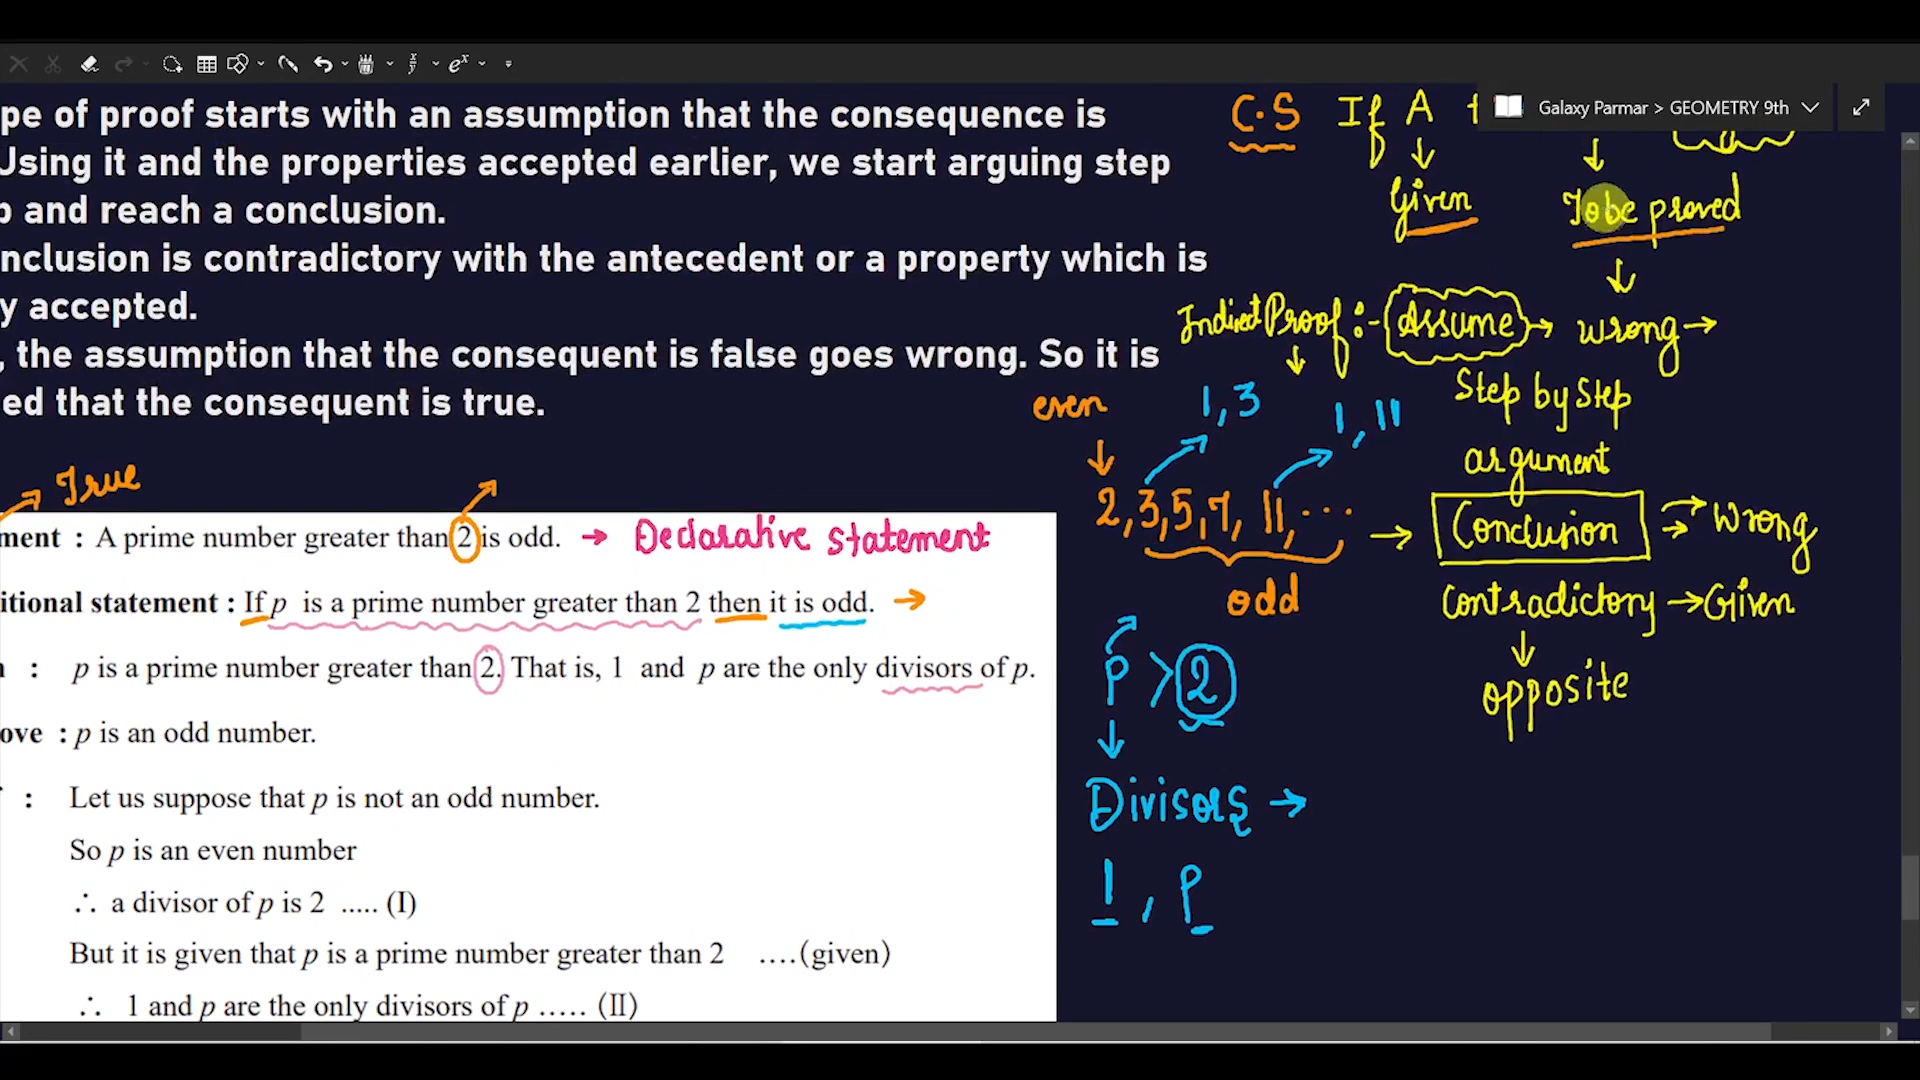 pe of proof starts with an assumption that the consequence is
Using it and the properties accepted earlier, we start arguing step
p and reach a conclusion.
nclusion is contradictory with the antecedent or a property which is
y accepted.
, the assumption that the consequent is false goes wrong. So it is
ed that the consequent is true.
True
ment : A prime number greater than 2 is odd. → Declarative statement
itional statement : If p is a prime number greater than 2 then it is odd. →
n : p is a prime number greater than 2. That is, 1 and p are the only divisors of p.
ove : p is an odd number.
: Let us suppose that p is not an odd number.
So p is an even number
∴ a divisor of p is 2 ..... (I)
But it is given that p is a prime number greater than 2 ....(given)
∴ 1 and p are the only divisors of p ..... (II)
Galaxy Parmar > GEOMETRY 9th
C.S If A t
Given To be proved
Indirect Proof :- Assume → wrong →
Step by Step
argument
Conclusion → wrong
contradictory → Given
opposite
even 1, 3 1, 11
2, 3, 5, 7, 11, ... →
odd
p > 2
Divisors →
1 , p